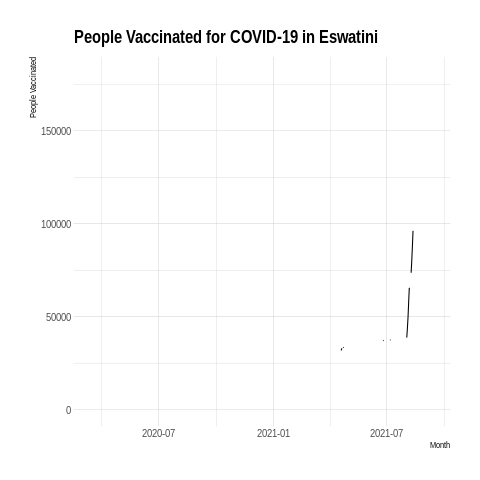 People Vaccinated for COVID-19 in Eswatini
People Vaccinated
150000
100000
50000
0
2020-07
2021-01
2021-07
Month